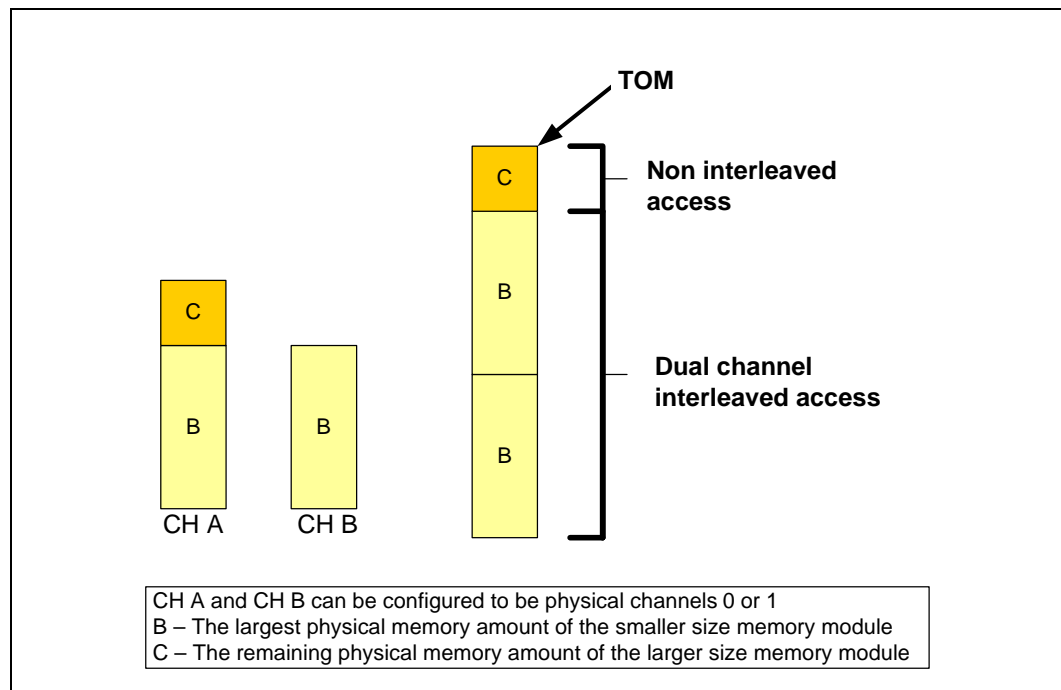 TOM
C
Non interleaved
access
B
C
B
B
Dual channel
interleaved access
B
CH A
CH B
CH A and CH B can be configured to be physical channels 0 or 1
B – The largest physical memory amount of the smaller size memory module
C – The remaining physical memory amount of the larger size memory module